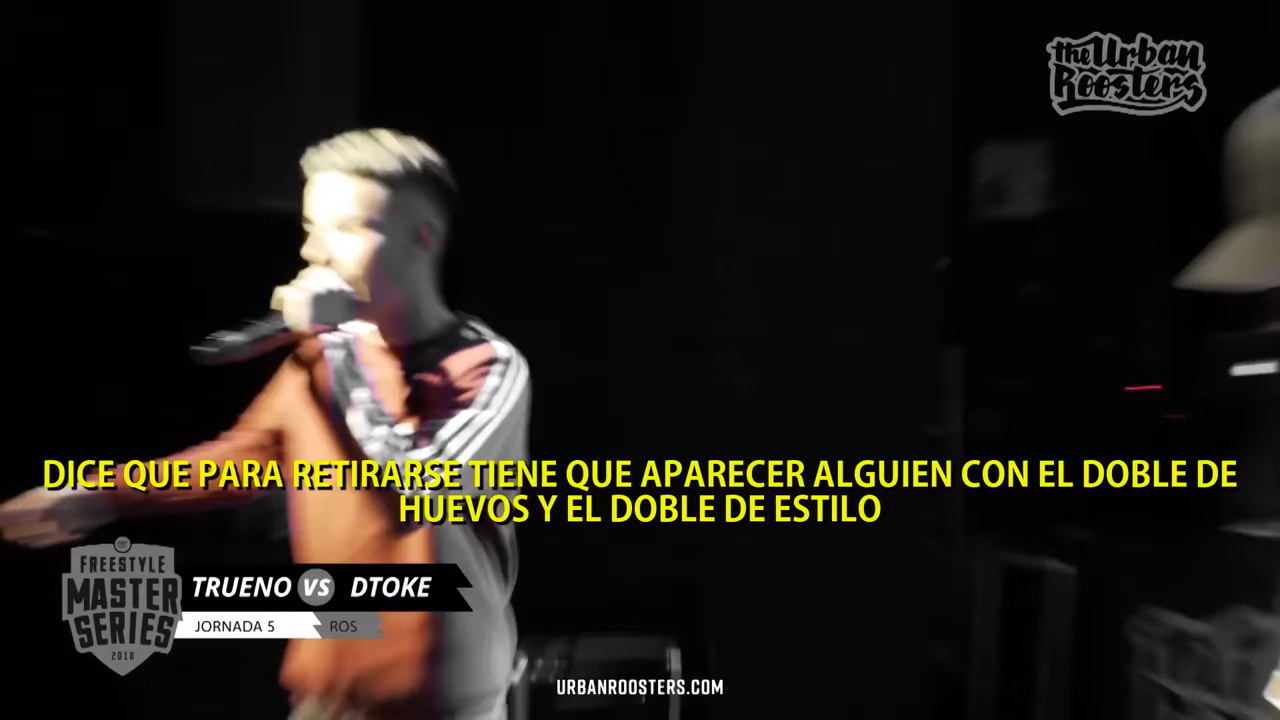 the Urban
Roosters
DICE QUE PARA RETIRARSE TIENE QUE APARECER ALGUIEN CON EL DOBLE DE
HUEVOS Y EL DOBLE DE ESTILO
FREESTYLE
MASTER
SERIES
2018
TRUENO VS DTOKE
JORNADA 5 ROS
URBANROOSTERS.COM